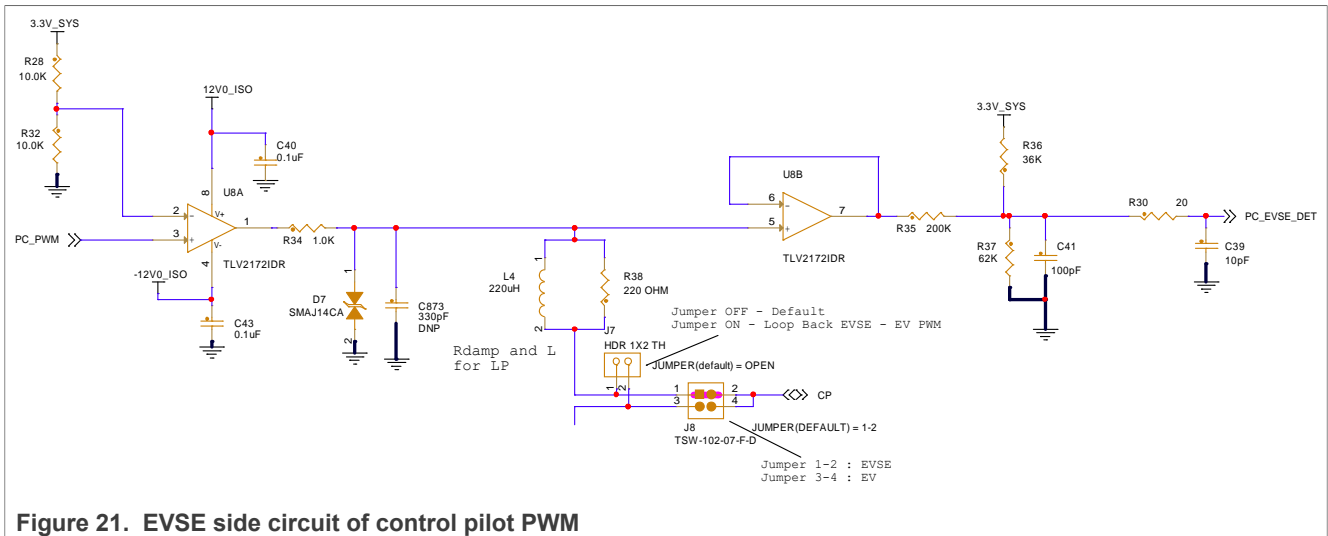 3.3V_SYS
R28
10.0K
12V0_ISO
R32
10.0K
C40
0.1uF
8
U8A
V+
2
-
1
PC_PWM
3
+
V-
R34
1.0K
4
TLV2172IDR
-12V0_ISO
C43
0.1uF
1
D7
SMAJ14CA
2
C873
330pF
DNP
1
L4
220uH
2
R38
220 OHM
Rdamp and L
for LP
J7
HDR 1X2 TH
JUMPER(default) = OPEN
Jumper OFF - Default
Jumper ON - Loop Back EVSE - EV PWM
1
2
1
2
3
4
CP
J8
TSW-102-07-F-D
JUMPER(DEFAULT) = 1-2
Jumper 1-2 : EVSE
Jumper 3-4 : EV
U8B
6
-
7
5
+
TLV2172IDR
R35
200K
3.3V_SYS
R36
36K
R37
62K
C41
100pF
R30
20
PC_EVSE_DET
C39
10pF
Figure 21. EVSE side circuit of control pilot PWM